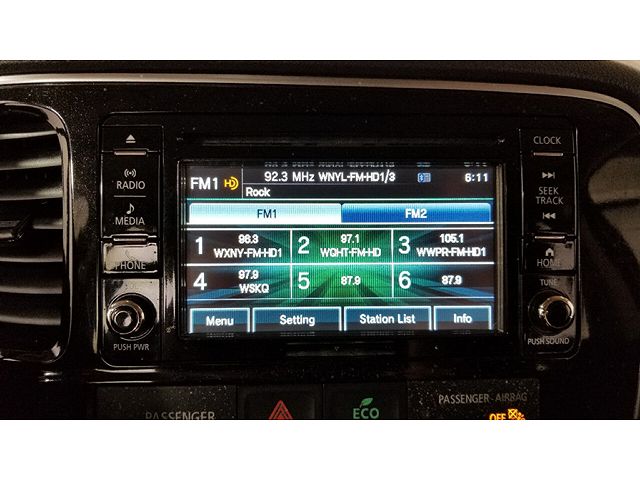 CLOCK
RADIO
MEDIA
PHONE
PUSH PWR
92.3 MHz WNYL-FM-HD1/3
6:11
FM1 HD
Rock
FM1 FM2
1 96.3 WXNY-FM-HD1
2 97.1 WQHT-FM-HD
3 105.1 WWPR-FM-HD1
4 97.9 WSKQ
5 87.9
6 87.9
Menu Setting Station List Info
SEEK
TRACK
HOME
TUNE
PUSH SOUND
PASSENGER
ECO
PASSENGER AIRBAG
OFF